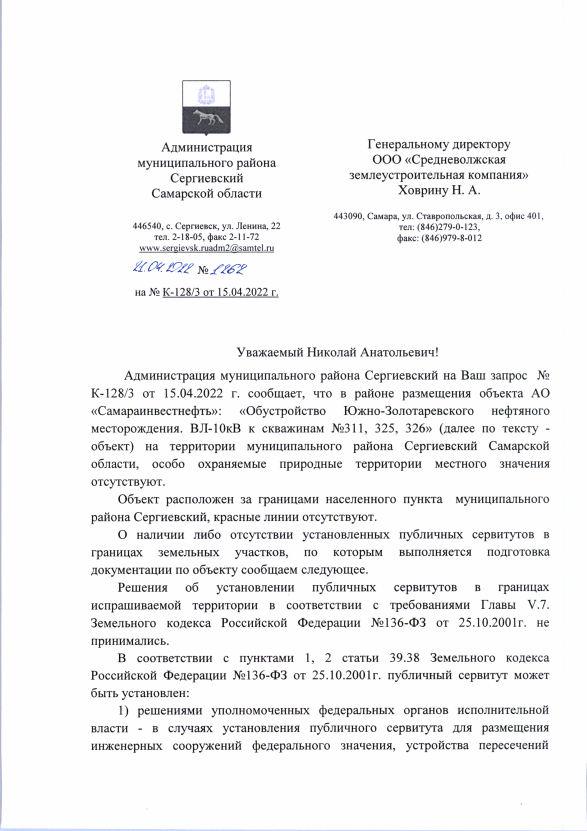 Администрация
муниципального района
Сергиевский
Самарской области
446540, с. Сергиевск, ул. Ленина, 22
тел. 2-18-05, факс 2-11-72
www.sergievsk.ruadm2@samtel.ru
21.04.2022 № 1262
на № К-128/3 от 15.04.2022 г.
Генеральному директору
ООО «Средневолжская
землеустроительная компания»
Ховрину Н. А.
443090, Самара, ул. Ставропольская, д. 3, офис 401,
тел: (846)279-0-123,
факс: (846)979-8-012
Уважаемый Николай Анатольевич!
Администрация муниципального района Сергиевский на Ваш запрос №
К-128/3 от 15.04.2022 г. сообщает, что в районе размещения объекта АО
«Самараинвестнефть»: «Обустройство Южно-Золотаревского нефтяного
месторождения. ВЛ-10кВ к скважинам №311, 325, 326» (далее по тексту -
объект) на территории муниципального района Сергиевский Самарской
области, особо охраняемые природные территории местного значения
отсутствуют.
Объект расположен за границами населенного пункта муниципального
района Сергиевский, красные линии отсутствуют.
О наличии либо отсутствии установленных публичных сервитутов в
границах земельных участков, по которым выполняется подготовка
документации по объекту сообщаем следующее.
Решения об установлении публичных сервитутов в границах
испрашиваемой территории в соответствии с требованиями Главы V.7.
Земельного кодекса Российской Федерации №136-ФЗ от 25.10.2001г. не
принимались.
В соответствии с пунктами 1, 2 статьи 39.38 Земельного кодекса
Российской Федерации №136-ФЗ от 25.10.2001г. публичный сервитут может
быть установлен:
1) решениями уполномоченных федеральных органов исполнительной
власти - в случаях установления публичного сервитута для размещения
инженерных сооружений федерального значения, устройства пересечений